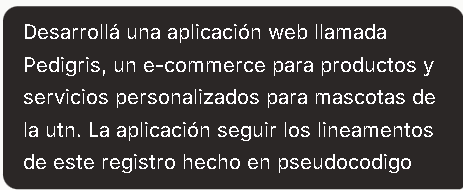 Desarrollá una aplicación web llamada
Pedigris, un e-commerce para productos y
servicios personalizados para mascotas de
la utn. La aplicación seguir los lineamentos
de este registro hecho en pseudocodigo